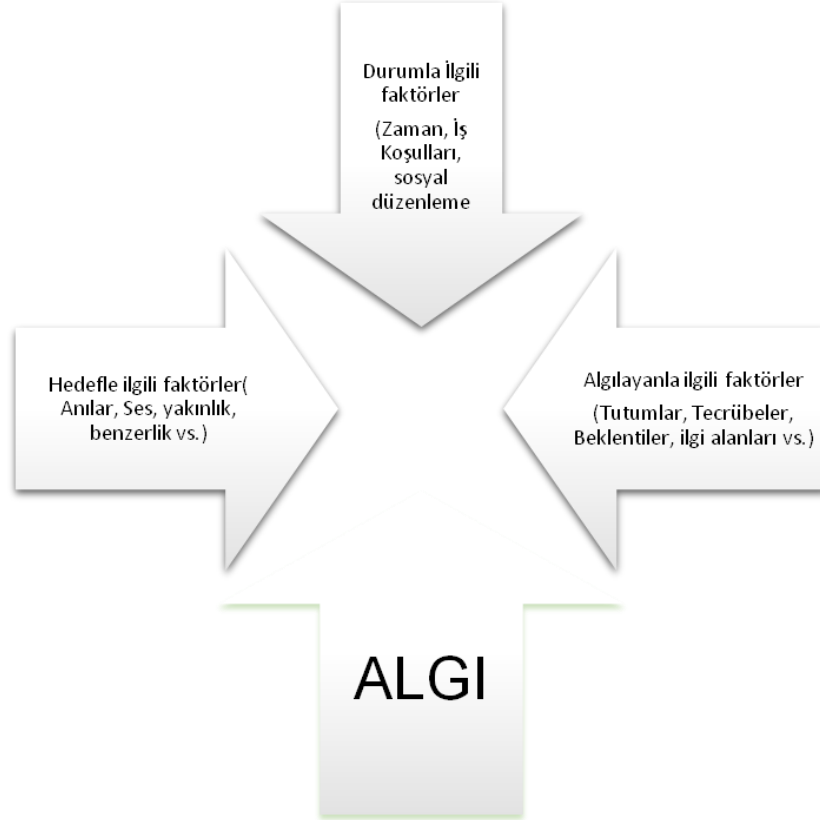 Durumla İlgili
faktörler
(Zaman, İş
Koşulları,
sosyal
düzenleme
Hedefle ilgili faktörler(
Anılar, Ses, yakınlık,
benzerlik vs.)
Algılayanla ilgili faktörler
(Tutumlar, Tecrübeler,
Beklentiler, ilgi alanları vs.)
ALGI